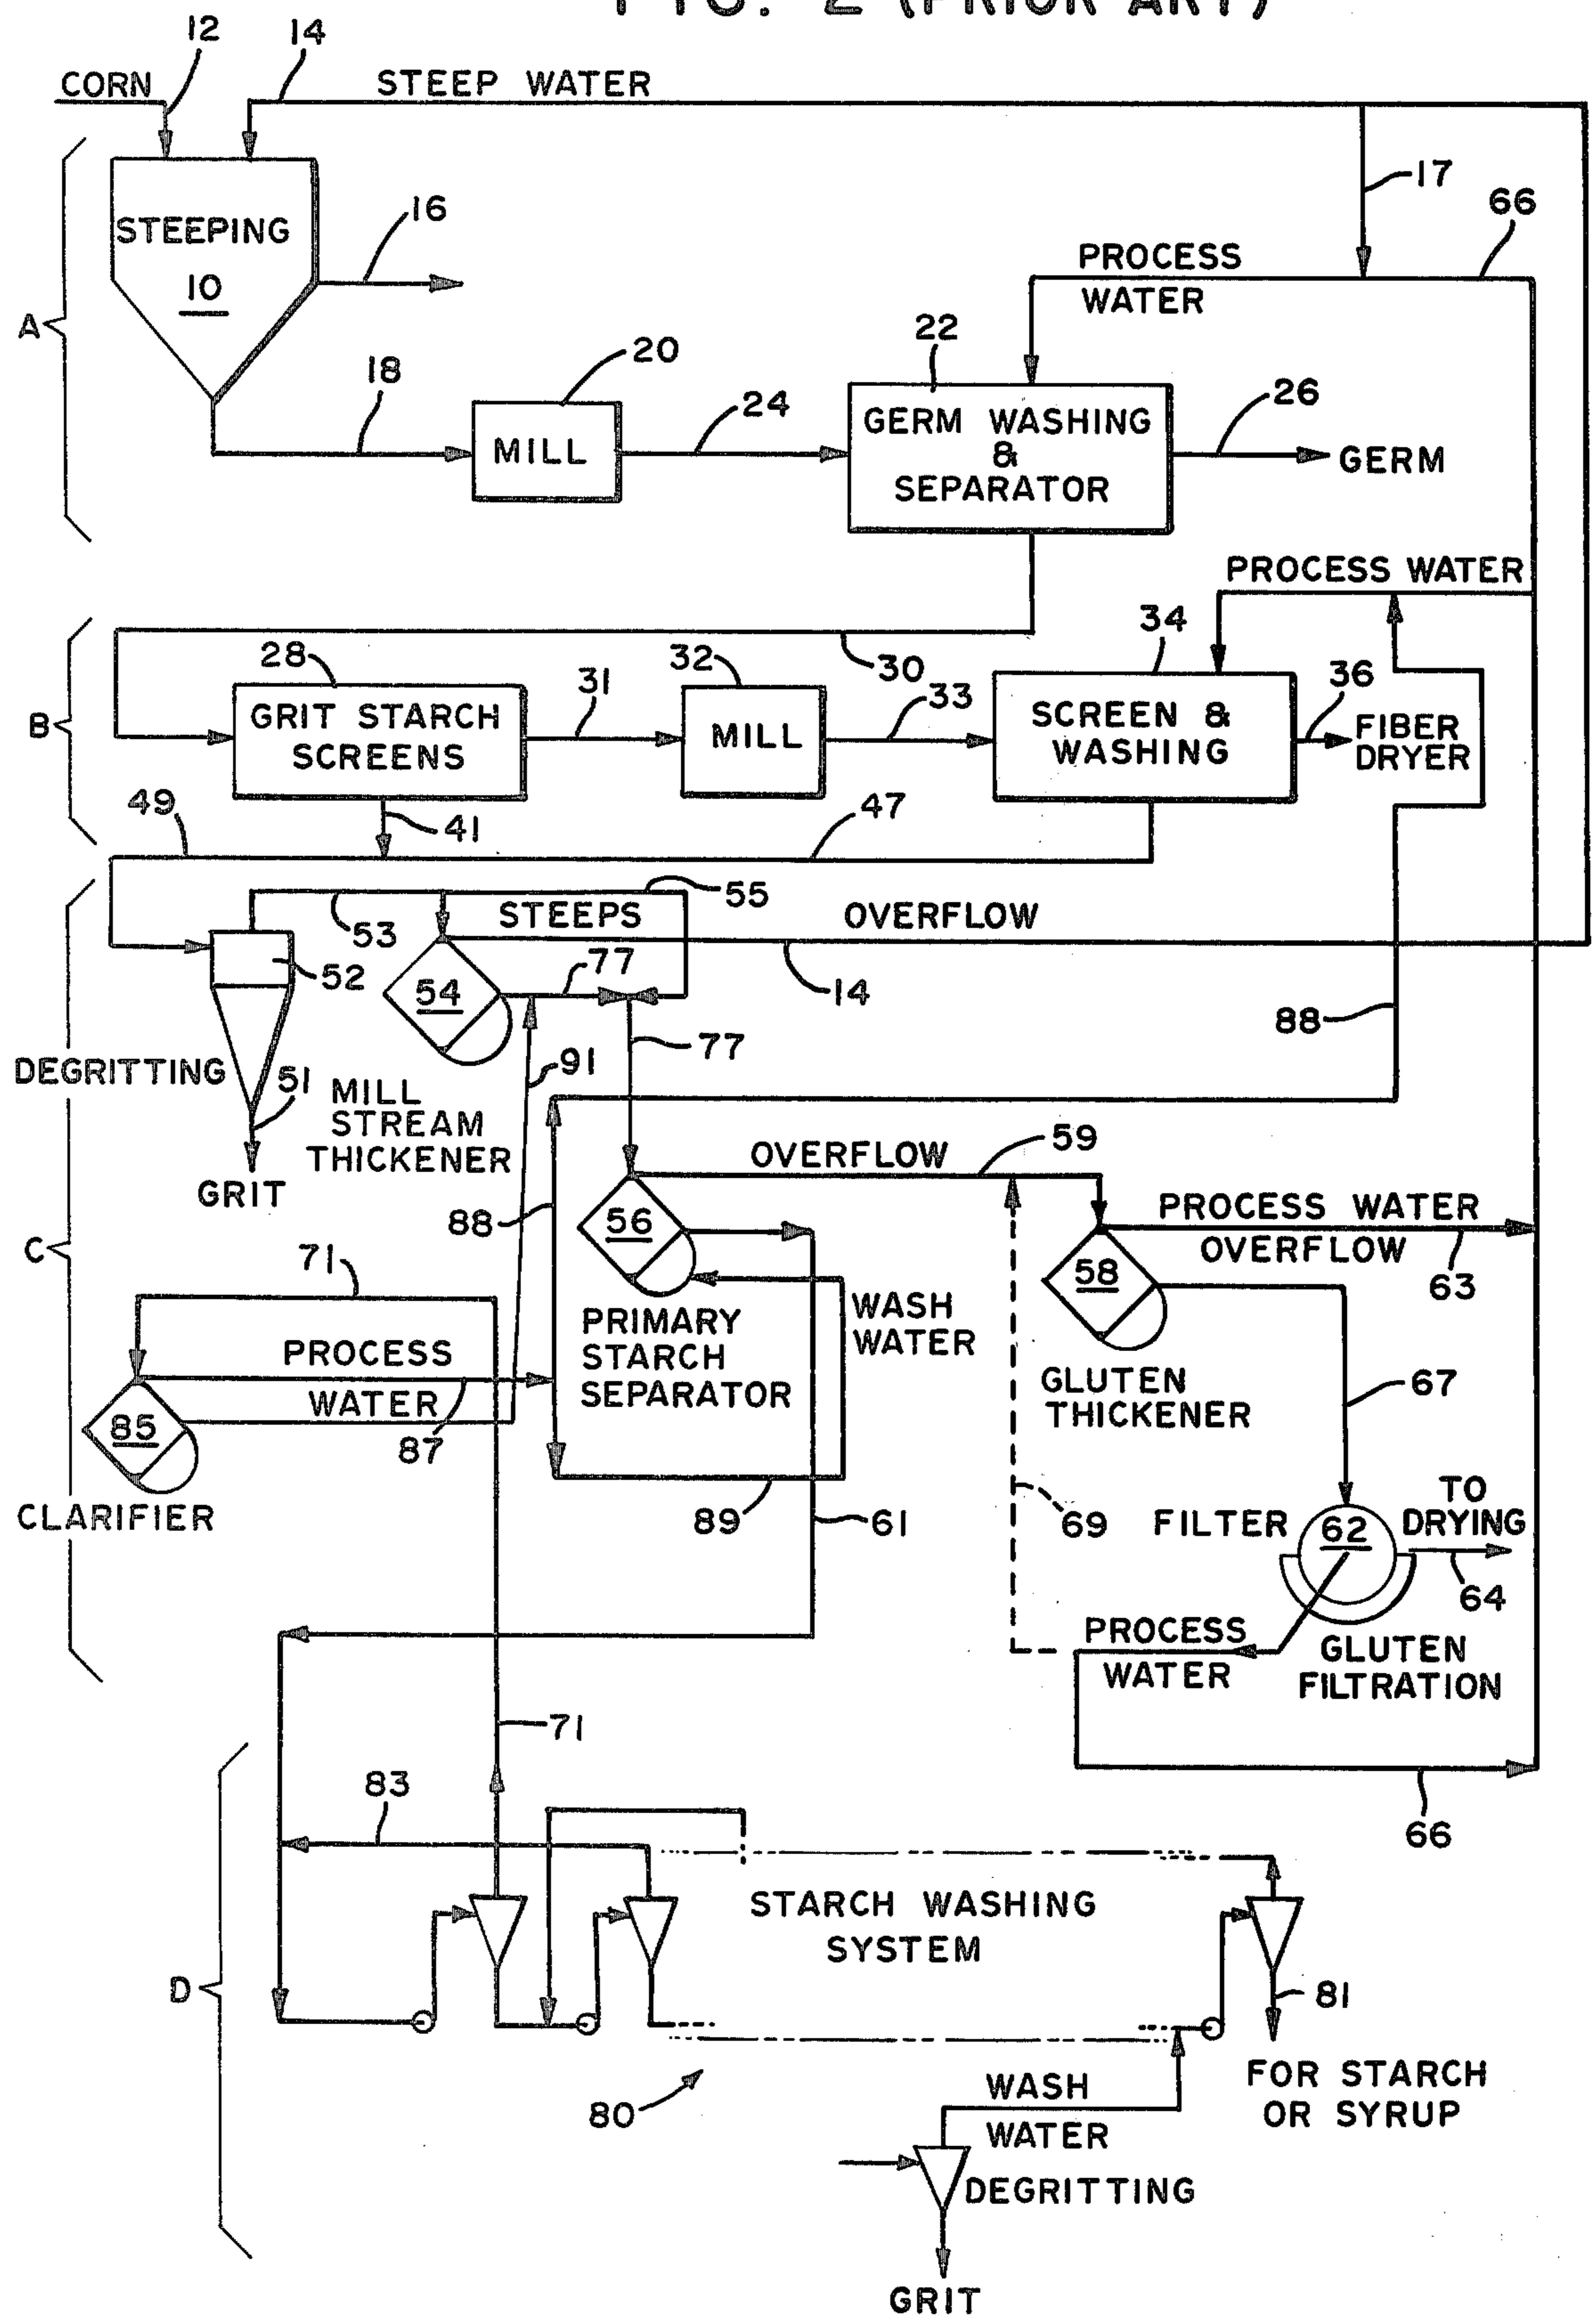 FIG. 2 (PRIOR ART)
12
14
CORN
STEEP WATER
17
66
STEEPING
10
16
PROCESS
WATER
A
18
20
22
24
26
MILL
GERM WASHING
&
SEPARATOR
GERM
PROCESS WATER
28
30
31
32
33
34
36
B
GRIT STARCH
SCREENS
MILL
SCREEN &
WASHING
FIBER
DRYER
49
41
47
55
53
STEEPS
OVERFLOW
52
54
77
14
88
DEGRITTING
77
51
91
MILL
STREAM
THICKENER
GRIT
OVERFLOW
59
C
88
56
PROCESS WATER
OVERFLOW
63
58
71
WASH
WATER
PRIMARY
STARCH
SEPARATOR
PROCESS
WATER
85
87
GLUTEN
THICKENER
67
CLARIFIER
89
61
69
FILTER
62
TO
DRYING
64
PROCESS
WATER
GLUTEN
FILTRATION
71
66
83
D
STARCH WASHING
SYSTEM
81
80
WASH
WATER
FOR STARCH
OR SYRUP
DEGRITTING
GRIT